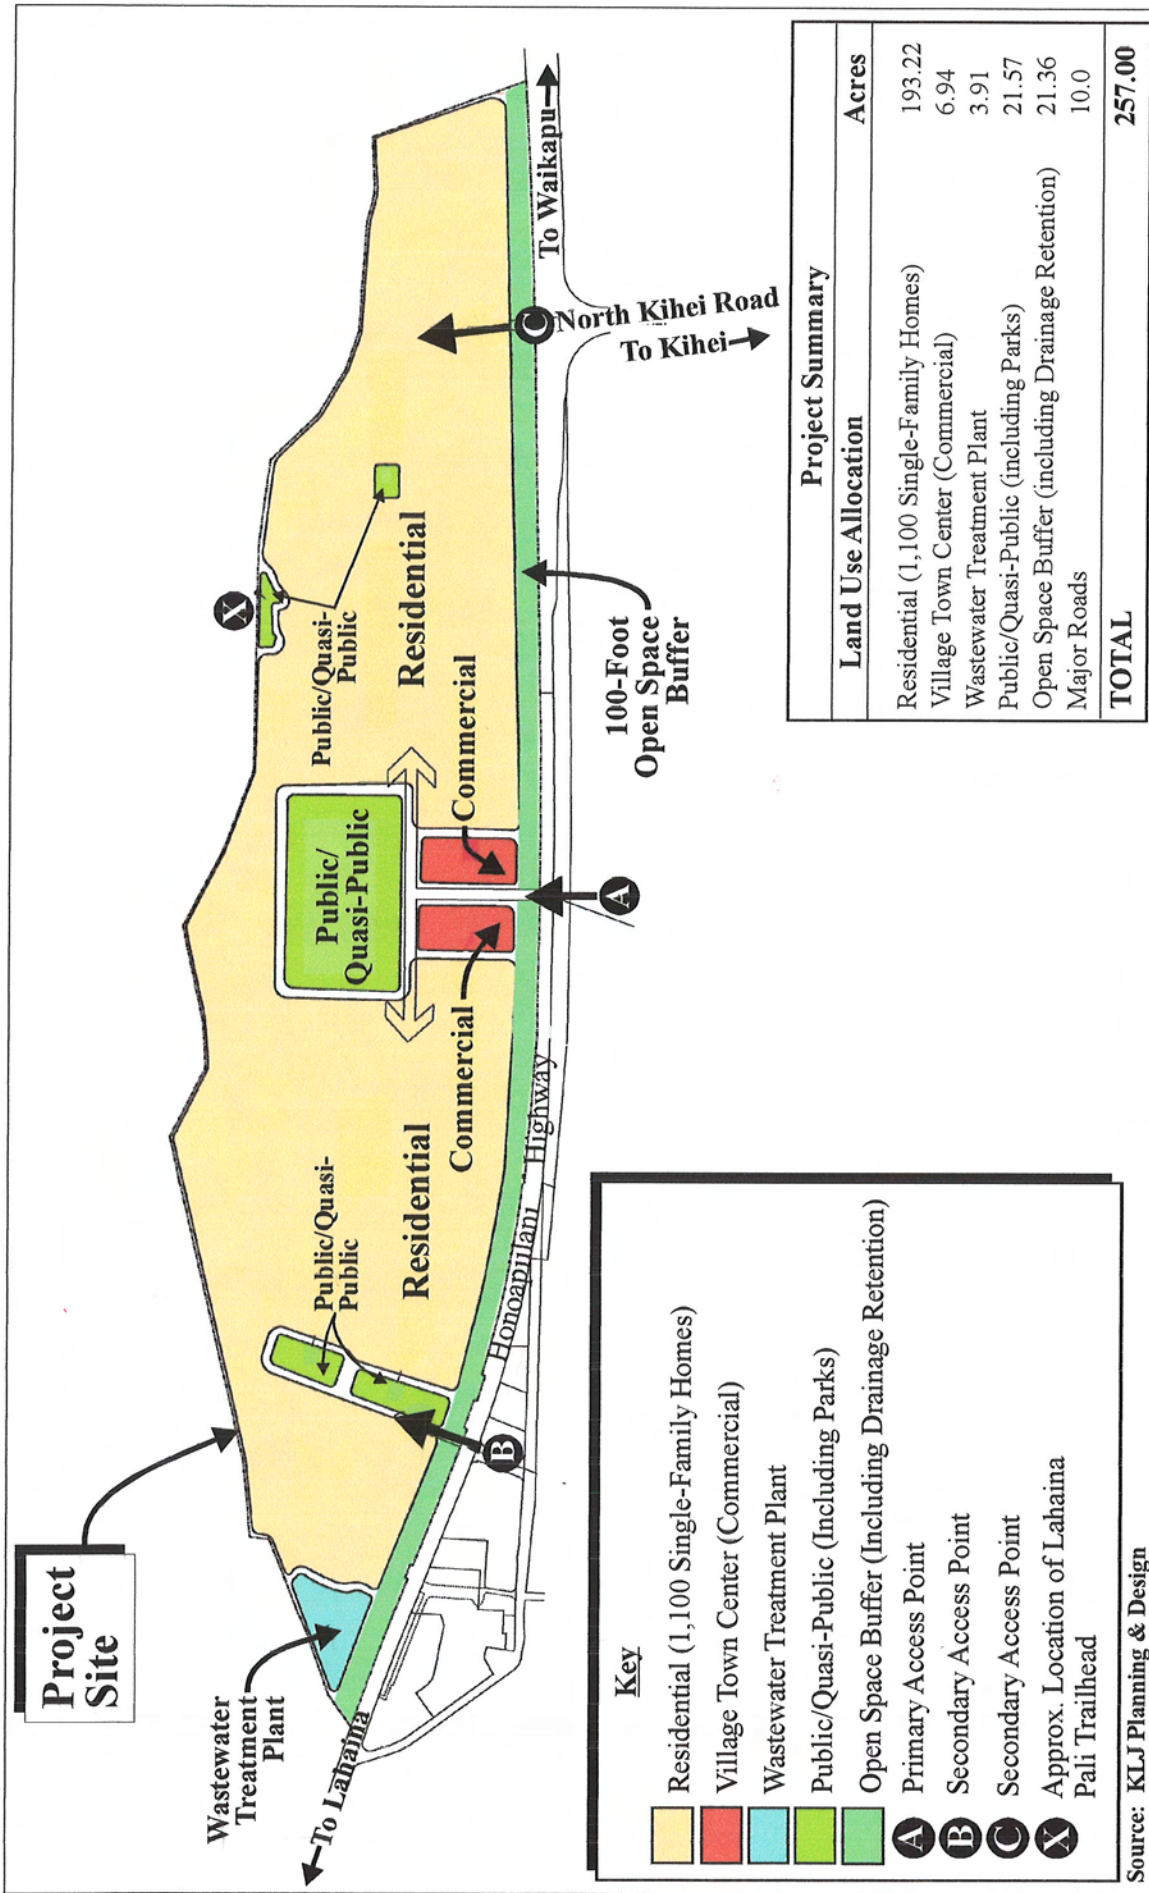 Project
Site
Wastewater
Treatment
Plant
To Lahaina
Public/Quasi-
Public
Residential
B
Honoapiilani Highway
Commercial
Public/
Quasi-Public
Commercial
A
Public/Quasi-
Public
X
Residential
100-Foot
Open Space
Buffer
C
North Kihei Road
To Kihei
To Waikapu
Key
Residential (1,100 Single-Family Homes)
Village Town Center (Commercial)
Wastewater Treatment Plant
Public/Quasi-Public (Including Parks)
Open Space Buffer (Including Drainage Retention)
A Primary Access Point
B Secondary Access Point
C Secondary Access Point
X Approx. Location of Lahaina
Pali Trailhead
Source: KLJ Planning & Design
Project Summary
Land Use Allocation Acres
Residential (1,100 Single-Family Homes) 193.22
Village Town Center (Commercial) 6.94
Wastewater Treatment Plant 3.91
Public/Quasi-Public (including Parks) 21.57
Open Space Buffer (including Drainage Retention) 21.36
Major Roads 10.0
TOTAL 257.00